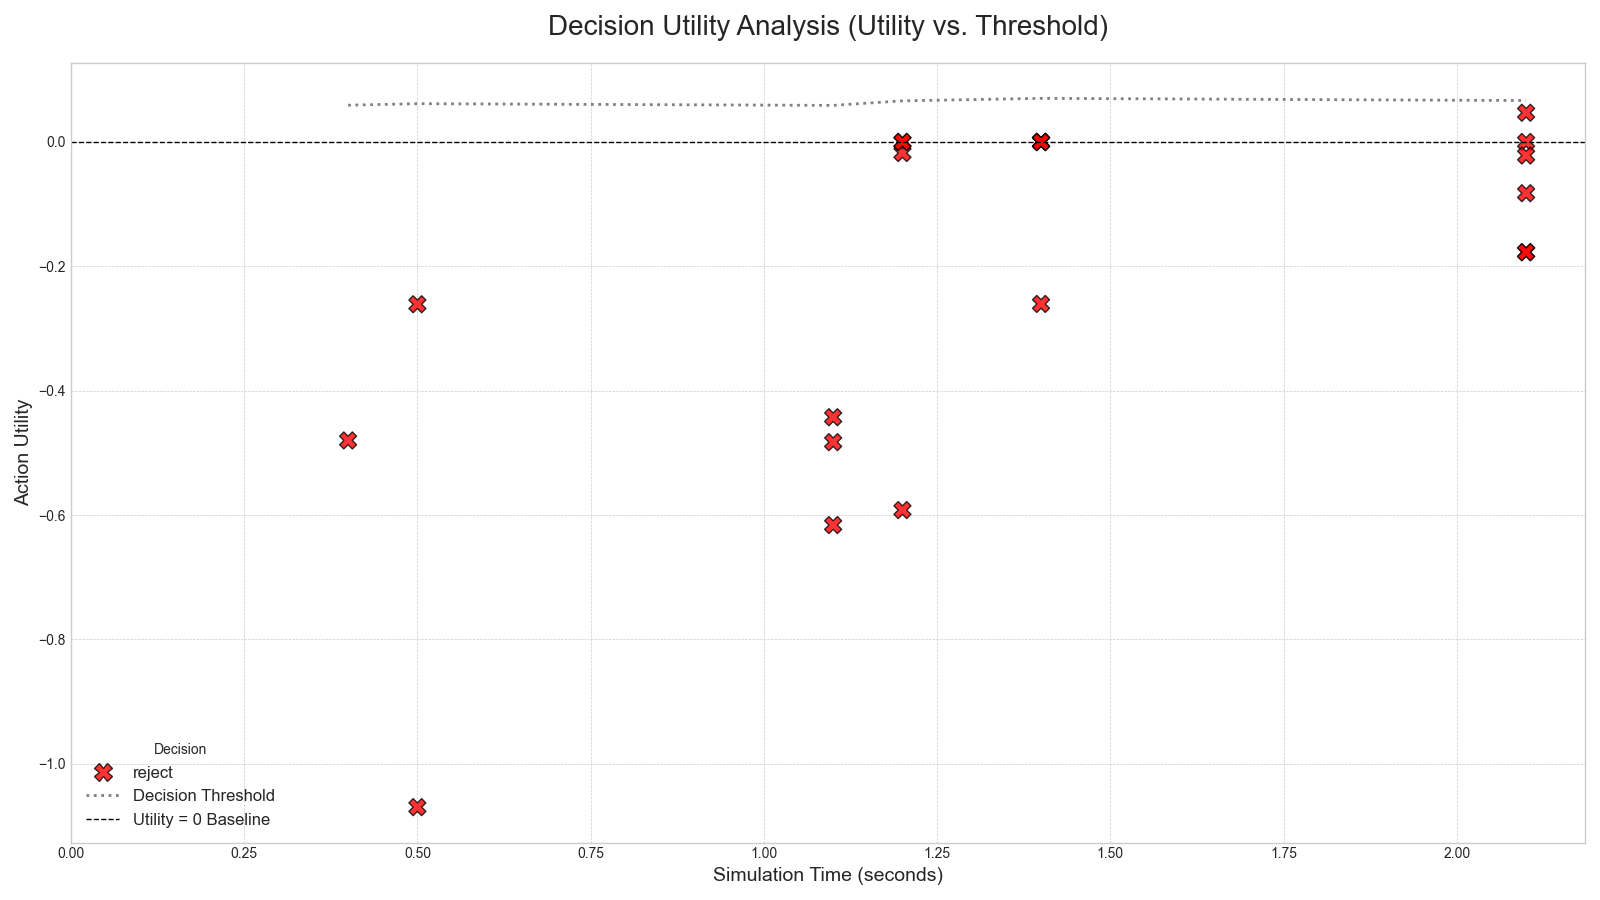 Decision Utility Analysis (Utility vs. Threshold)
Action Utility
0.0
−0.2
−0.4
−0.6
−0.8
−1.0
Decision
reject
Decision Threshold
Utility = 0 Baseline
0.00 0.25 0.50 0.75 1.00 1.25 1.50 1.75 2.00
Simulation Time (seconds)